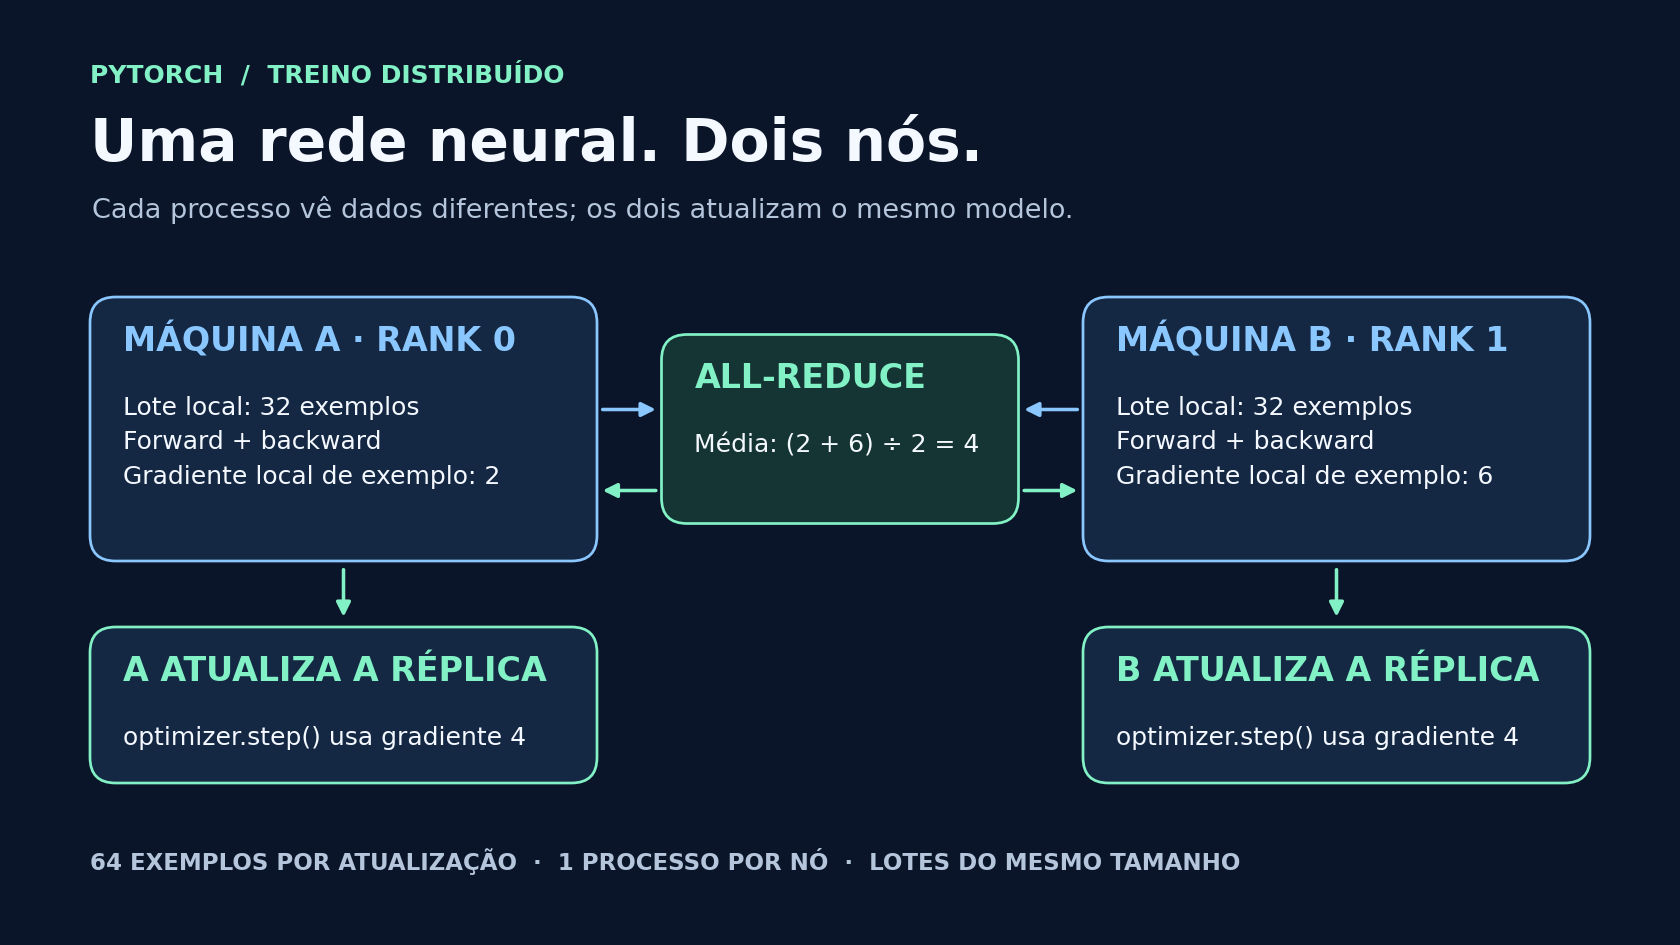 PYTORCH / TREINO DISTRIBUÍDO
Uma rede neural. Dois nós.
Cada processo vê dados diferentes; os dois atualizam o mesmo modelo.
MÁQUINA A · RANK 0
Lote local: 32 exemplos
Forward + backward
Gradiente local de exemplo: 2
ALL-REDUCE
Média: (2 + 6) ÷ 2 = 4
MÁQUINA B · RANK 1
Lote local: 32 exemplos
Forward + backward
Gradiente local de exemplo: 6
A ATUALIZA A RÉPLICA
optimizer.step() usa gradiente 4
B ATUALIZA A RÉPLICA
optimizer.step() usa gradiente 4
64 EXEMPLOS POR ATUALIZAÇÃO · 1 PROCESSO POR NÓ · LOTES DO MESMO TAMANHO